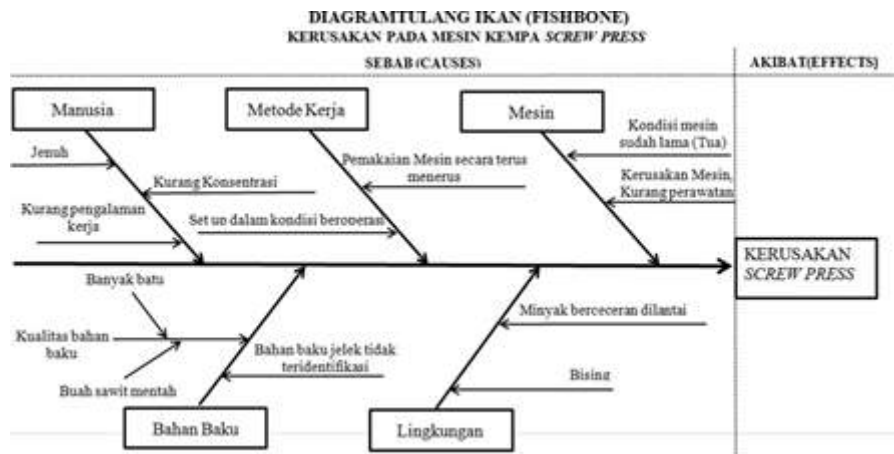 DIAGRAMTULANG IKAN (FISHBONE)
KERUSAKAN PADA MESIN KEMPA SCREW PRESS
SEBAB (CAUSES)
AKIBAT(EFFECTS)
Manusia
Metode Kerja
Mesin
Jenuh
Kurang Konsentrasi
Kurang pengalaman
kerja
Pemakaian Mesin secara terus
menerus
Set up dalam kondisi beroperasi
Kondisi mesin
sudah lama (Tua)
Kerusakan Mesin,
Kurang perawatan
KERUSAKAN
SCREW PRESS
Banyak batu
Kualitas bahan
baku
Buah sawit mentah
Bahan baku jelek tidak
teridentifikasi
Minyak berceceran dilantai
Bising
Bahan Baku
Lingkungan